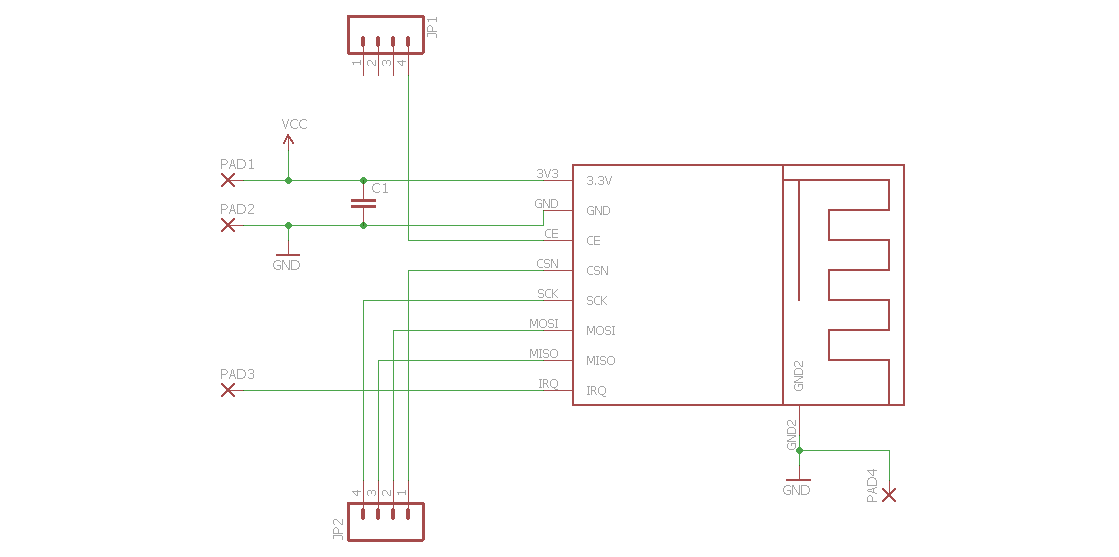 JP1
1 2 3 4
VCC
PAD1
3V3
3.3V
C1
PAD2
GND
GND
GND
CE
CE
CSN
CSN
SCK
SCK
MOSI
MOSI
MISO
MISO
PAD3
IRQ
IRQ
GND2
GND2
GND
PAD4
4 3 2 1
JP2